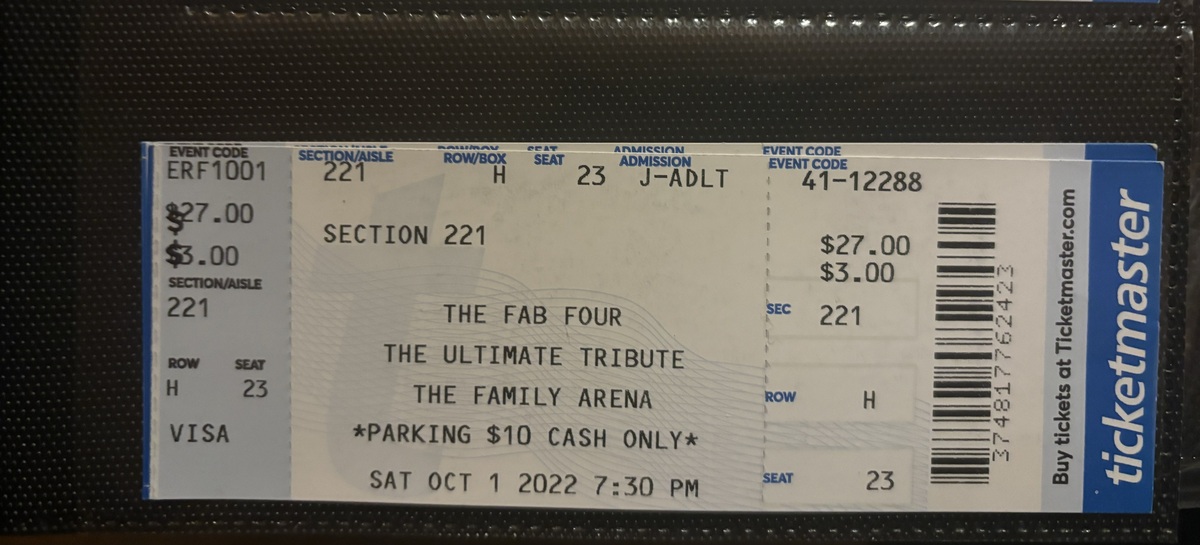 EVENT CODE
ERF1001
$27.00
$3.00
SECTION/AISLE
221
ROW SEAT
H 23
VISA
SECTION/AISLE ROW/BOX SEAT ADMISSION
221 H 23 J-ADLT
SECTION 221
THE FAB FOUR
THE ULTIMATE TRIBUTE
THE FAMILY ARENA
*PARKING $10 CASH ONLY*
SAT OCT 1 2022 7:30 PM
EVENT CODE
EVENT CODE
41-12288
$27.00
$3.00
SEC 221
ROW H
SEAT 23
374817762423
Buy tickets at Ticketmaster.com
ticketmaster